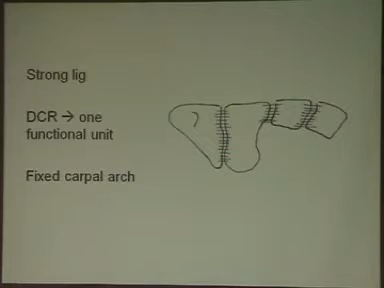 Strong lig
DCR → one
functional unit
Fixed carpal arch